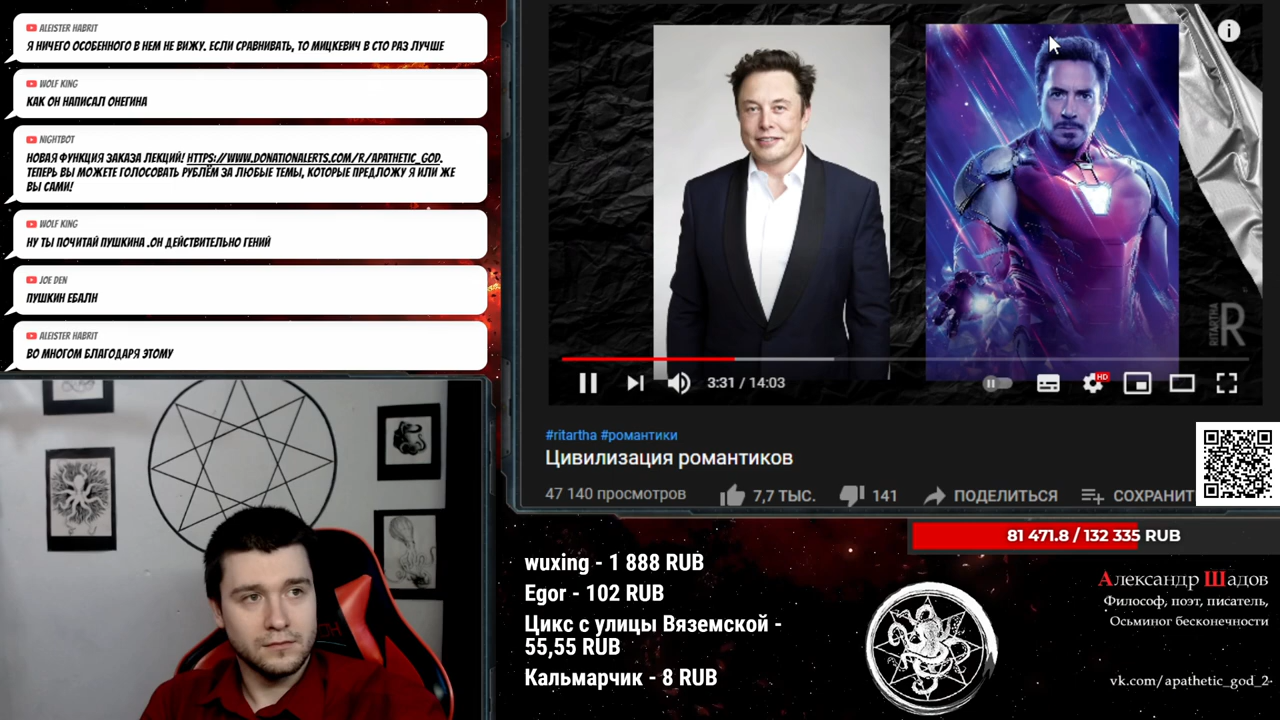 ALEISTER HABRIT
Я НИЧЕГО ОСОБЕННОГО В НЕМ НЕ ВИЖУ. ЕСЛИ СРАВНИВАТЬ, ТО МИЦКЕВИЧ В СТО РАЗ ЛУЧШЕ
WOLF KING
КАК ОН НАПИСАЛ ОНЕГИНА
NIGHTBOT
НОВАЯ ФУНКЦИЯ ЗАКАЗА ЛЕКЦИЙ! HTTPS://WWW.DONATIONALERTS.COM/R/APATHETIC_GOD.
ТЕПЕРЬ ВЫ МОЖЕТЕ ГОЛОСОВАТЬ РУБЛЁМ ЗА ЛЮБЫЕ ТЕМЫ, КОТОРЫЕ ПРЕДЛОЖУ Я ИЛИ ЖЕ
ВЫ САМИ!
WOLF KING
НУ ТЫ ПОЧИТАЙ ПУШКИНА .ОН ДЕЙСТВИТЕЛЬНО ГЕНИЙ
JOE DEN
ПУШКИН ЕБАЛН
ALEISTER HABRIT
ВО МНОГОМ БЛАГОДАРЯ ЭТОМУ
RITARTHA
R
3:31 / 14:03
HD
#ritartha #романтики
Цивилизация романтиков
47 140 просмотров
7,7 ТЫС.
141
ПОДЕЛИТЬСЯ
СОХРАНИТ
81 471.8 / 132 335 RUB
wuxing - 1 888 RUB
Egor - 102 RUB
Цикс с улицы Вяземской -
55,55 RUB
Кальмарчик - 8 RUB
Александр Шадов
Философ, поэт, писатель,
Осьминог бесконечности
vk.com/apathetic_god_2